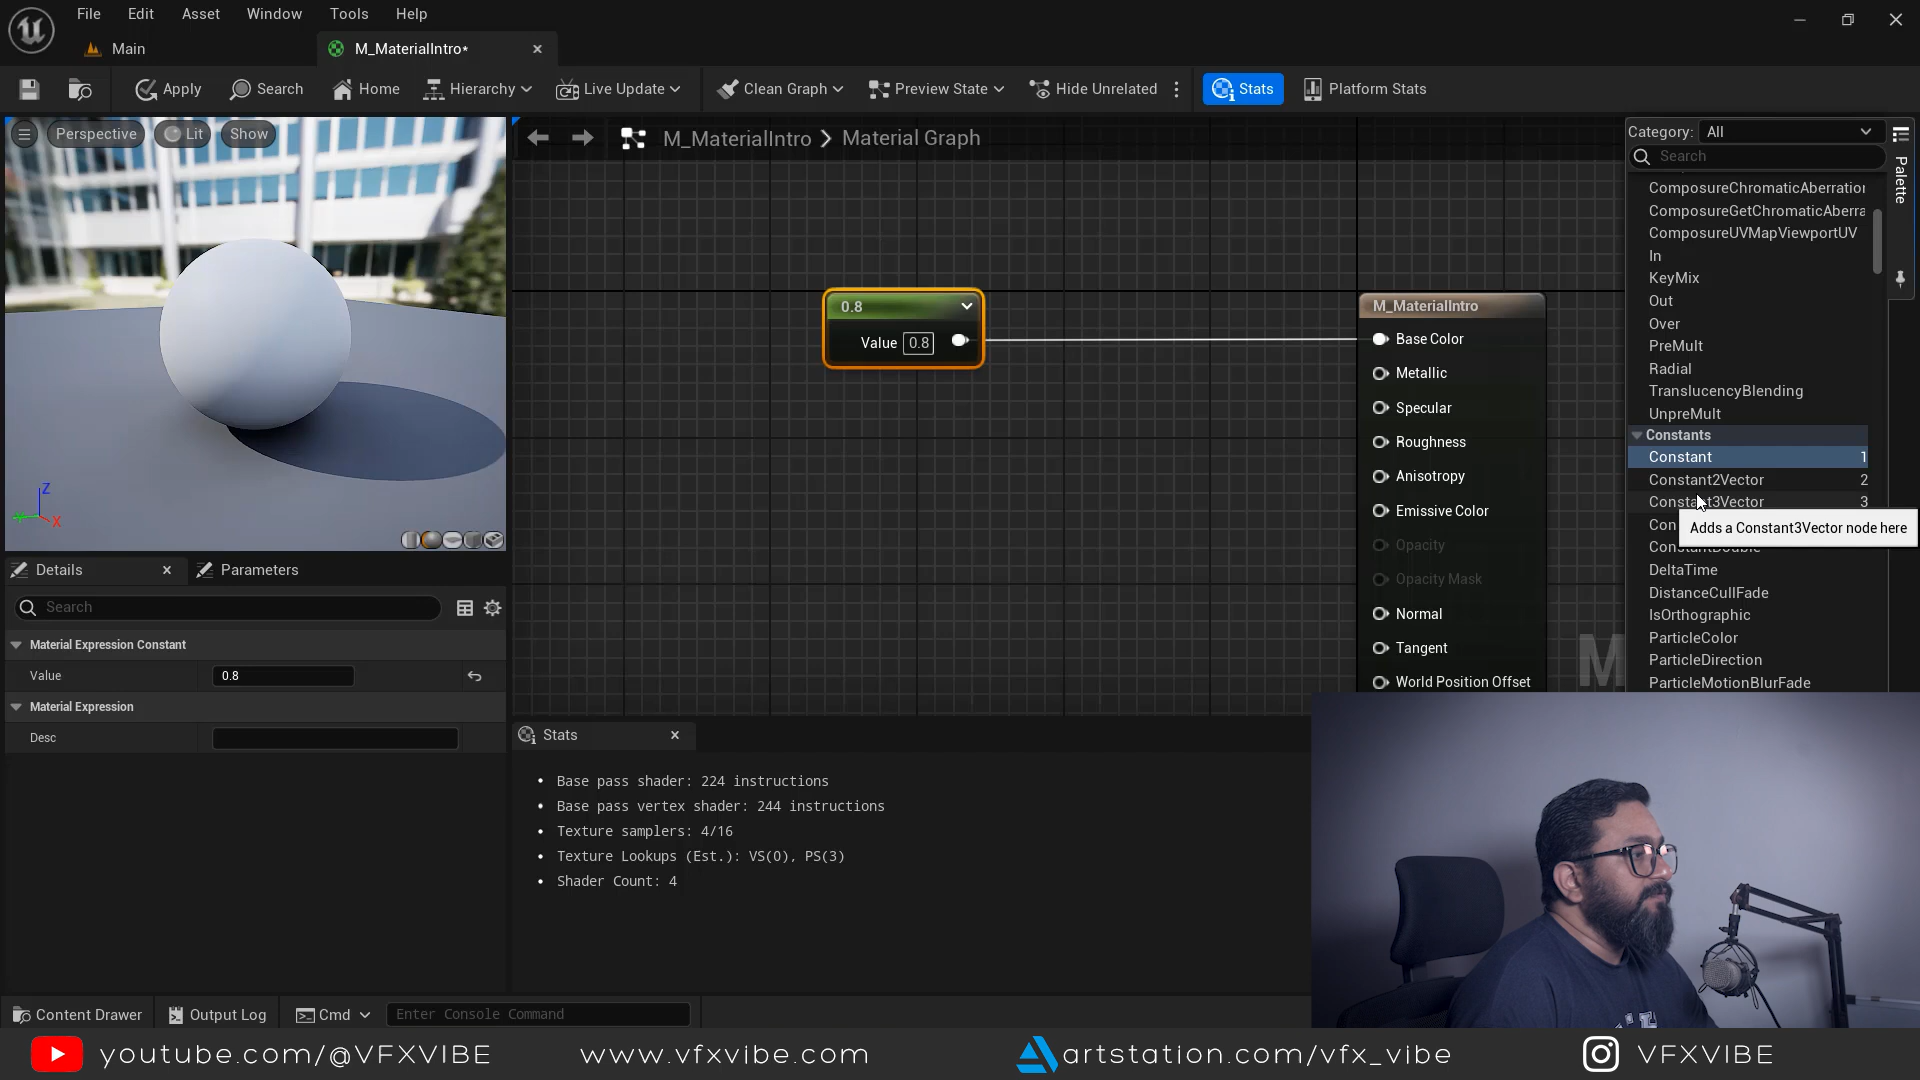 File Edit Asset Window Tools Help
Main
M_MaterialIntro*
Apply Search Home Hierarchy Live Update Clean Graph Preview State Hide Unrelated Stats Platform Stats
Perspective Lit Show
Z
X
M_MaterialIntro Material Graph
0.8
Value 0.8
M_MaterialIntro
Base Color
Metallic
Specular
Roughness
Anisotropy
Emissive Color
Opacity
Opacity Mask
Normal
Tangent
World Position Offset
M
Category: All
Search
Palette
ComposureChromaticAberration
ComposureGetChromaticAberra
ComposureUVMapViewportUV
In
KeyMix
Out
Over
PreMult
Radial
TranslucencyBlending
UnpreMult
Constants
Constant 1
Constant2Vector 2
Constant3Vector 3
Con
Adds a Constant3Vector node here
ConstantDouble
DeltaTime
DistanceCullFade
IsOrthographic
ParticleColor
ParticleDirection
ParticleMotionBlurFade
Details Parameters
Search
Material Expression Constant
Value 0.8
Material Expression
Desc
Stats
• Base pass shader: 224 instructions
• Base pass vertex shader: 244 instructions
• Texture samplers: 4/16
• Texture Lookups (Est.): VS(0), PS(3)
• Shader Count: 4
Content Drawer Output Log Cmd Enter Console Command
youtube.com/@VFXVIBE www.vfxvibe.com artstation.com/vfx_vibe VFXVIBE